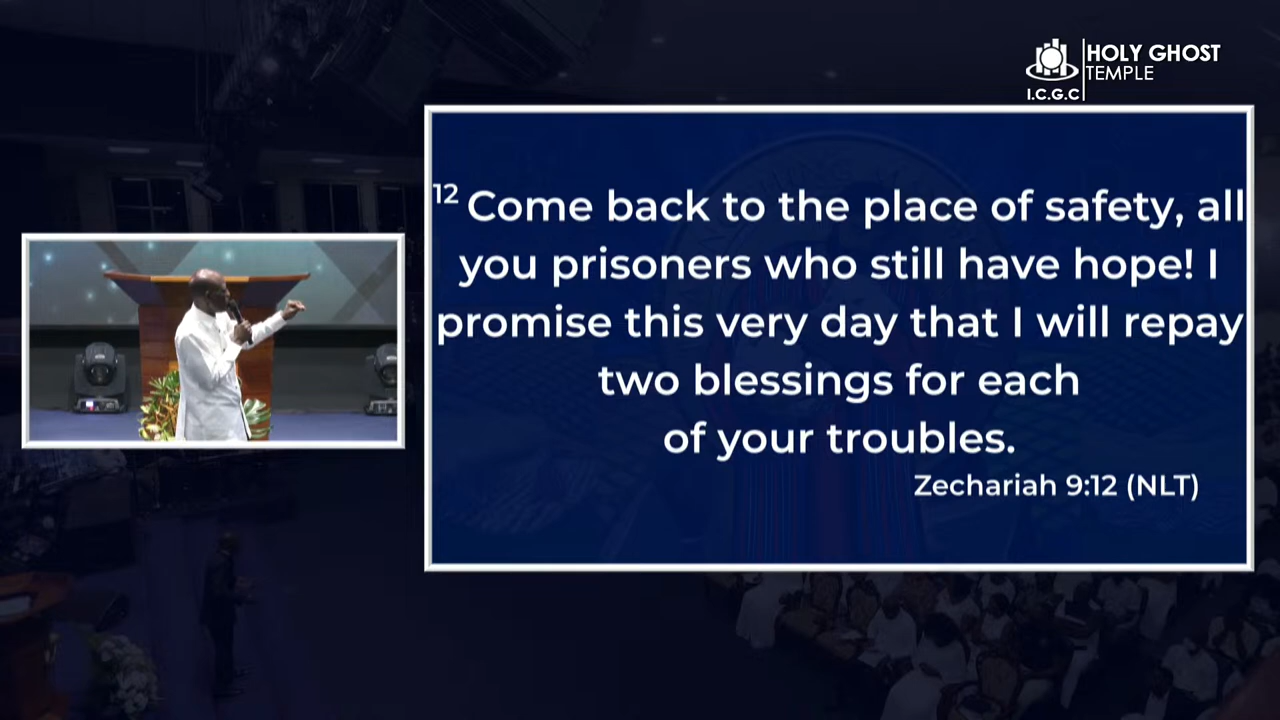 HOLY GHOST
TEMPLE
I.C.G.C
12 Come back to the place of safety, all
you prisoners who still have hope! I
promise this very day that I will repay
two blessings for each
of your troubles.
Zechariah 9:12 (NLT)